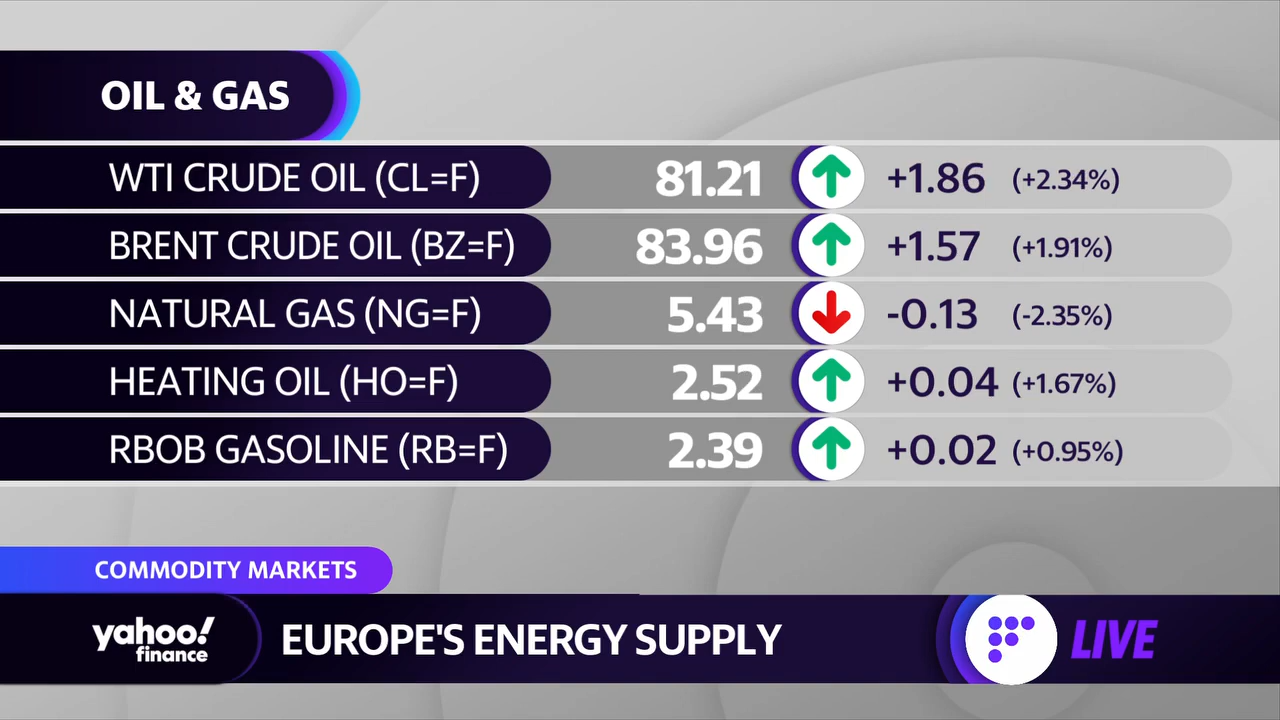 OIL & GAS
WTI CRUDE OIL (CL=F) 81.21 +1.86 (+2.34%)
BRENT CRUDE OIL (BZ=F) 83.96 +1.57 (+1.91%)
NATURAL GAS (NG=F) 5.43 -0.13 (-2.35%)
HEATING OIL (HO=F) 2.52 +0.04 (+1.67%)
RBOB GASOLINE (RB=F) 2.39 +0.02 (+0.95%)
COMMODITY MARKETS
yahoo!
finance
EUROPE'S ENERGY SUPPLY
LIVE